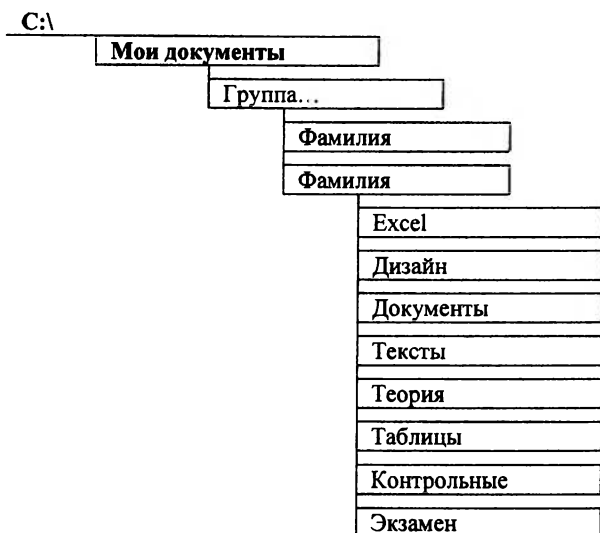 C:\
Мои документы
Группа...
Фамилия
Фамилия
Excel
Дизайн
Документы
Тексты
Теория
Таблицы
Контрольные
Экзамен